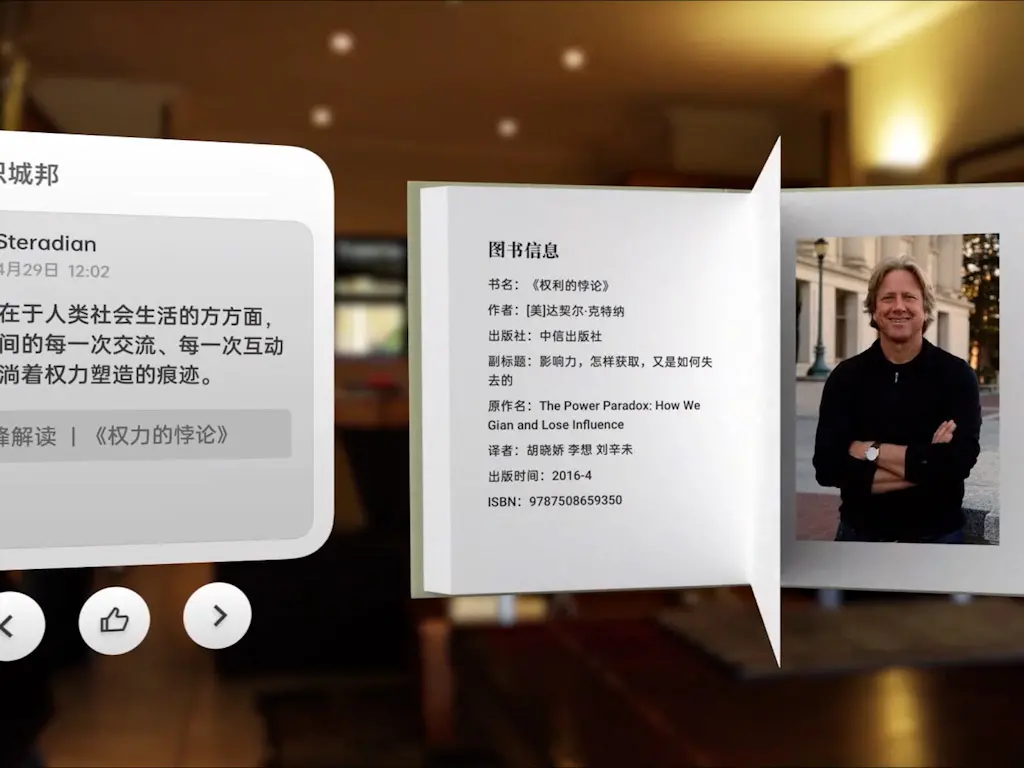 识城邦
Steradian
4月29日 12:02
在于人类社会生活的方方面，
间的每一次交流、每一次互动
淌着权力塑造的痕迹。
解读 | 《权力的悖论》
图书信息
书名：《权利的悖论》
作者：[美]达契尔·克特纳
出版社：中信出版社
副标题：影响力，怎样获取，又是如何失
去的
原作名：The Power Paradox: How We
Gian and Lose Influence
译者：胡晓娇 李想 刘辛未
出版时间：2016-4
ISBN：9787508659350